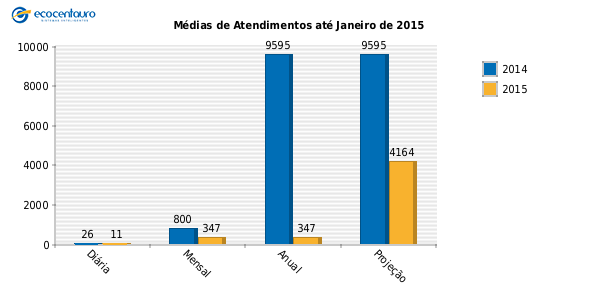 ecocentauro
Médias de Atendimentos até Janeiro de 2015
10000
8000
6000
4000
2000
0
26
11
800
347
9595
347
9595
4164
Diária
Mensal
Anual
Projeção
2014
2015